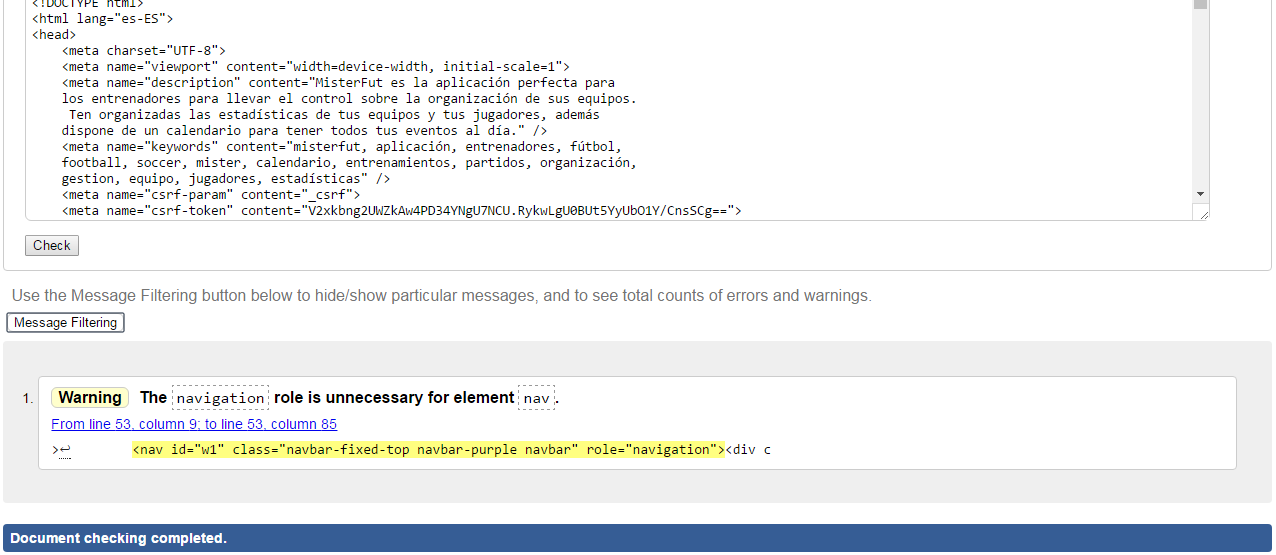 <!DOCTYPE html>
<html lang="es-ES">
<head>
<meta charset="UTF-8">
<meta name="viewport" content="width=device-width, initial-scale=1">
<meta name="description" content="MisterFut es la aplicación perfecta para
los entrenadores para llevar el control sobre la organización de sus equipos.
Ten organizadas las estadísticas de tus equipos y tus jugadores, además
dispone de un calendario para tener todos tus eventos al día." />
<meta name="keywords" content="misterfut, aplicación, entrenadores, fútbol,
football, soccer, mister, calendario, entrenamientos, partidos, organización,
gestion, equipo, jugadores, estadísticas" />
<meta name="csrf-param" content="_csrf">
<meta name="csrf-token" content="V2xkbng2UWZkAw4PD34YNgU7NCU.RykwLgU0BUt5YyUbO1Y/CnsSCg==">
Check
Use the Message Filtering button below to hide/show particular messages, and to see total counts of errors and warnings.
Message Filtering
1. Warning The navigation role is unnecessary for element nav.
From line 53, column 9; to line 53, column 85
>↩ <nav id="w1" class="navbar-fixed-top navbar-purple navbar" role="navigation"><div c
Document checking completed.